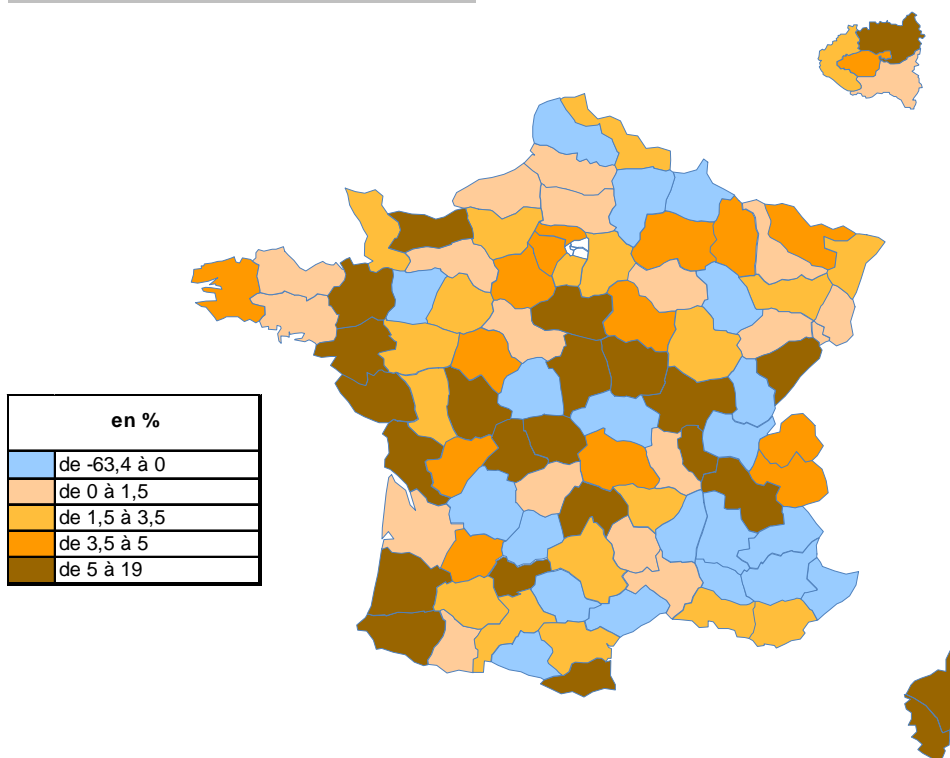 en %
de -63,4 à 0
de 0 à 1,5
de 1,5 à 3,5
de 3,5 à 5
de 5 à 19